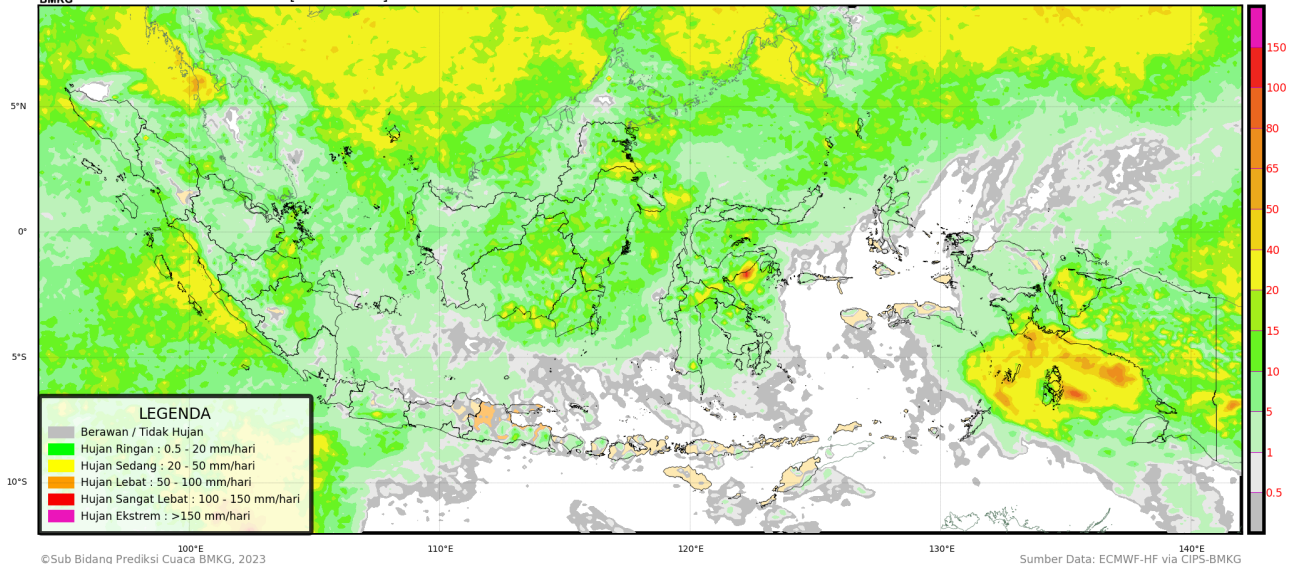 BMKG
5°N
0°
5°S
10°S
100°E
110°E
120°E
130°E
140°E
150
100
80
65
50
40
20
15
10
5
1
0.5
LEGENDA
Berawan / Tidak Hujan
Hujan Ringan : 0.5 - 20 mm/hari
Hujan Sedang : 20 - 50 mm/hari
Hujan Lebat : 50 - 100 mm/hari
Hujan Sangat Lebat : 100 - 150 mm/hari
Hujan Ekstrem : >150 mm/hari
©Sub Bidang Prediksi Cuaca BMKG, 2023
Sumber Data: ECMWF-HF via CIPS-BMKG